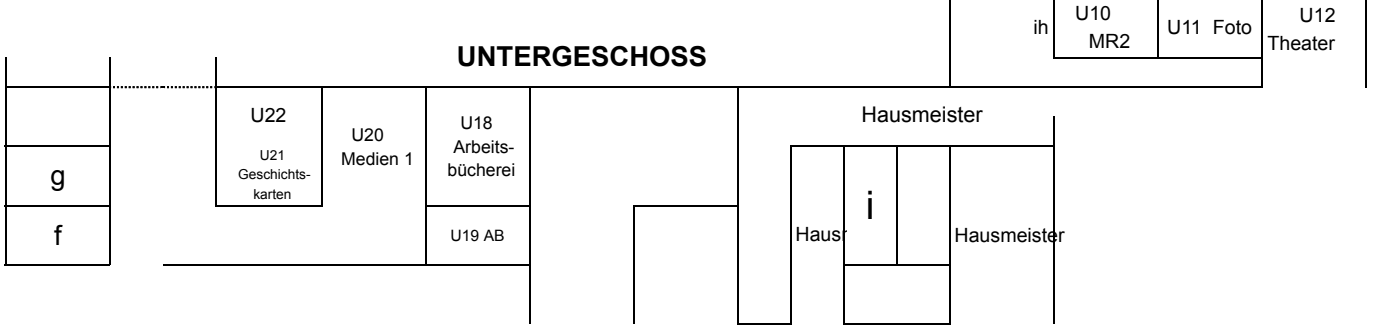 U10
MR2
ih
U11 Foto
U12
Theater
UNTERGESCHOSS
U22
U21
Geschichts-
karten
U20
Medien 1
U18
Arbeits-
bücherei
U19 AB
Hausmeister
g
f
i
Hausr
Hausmeister